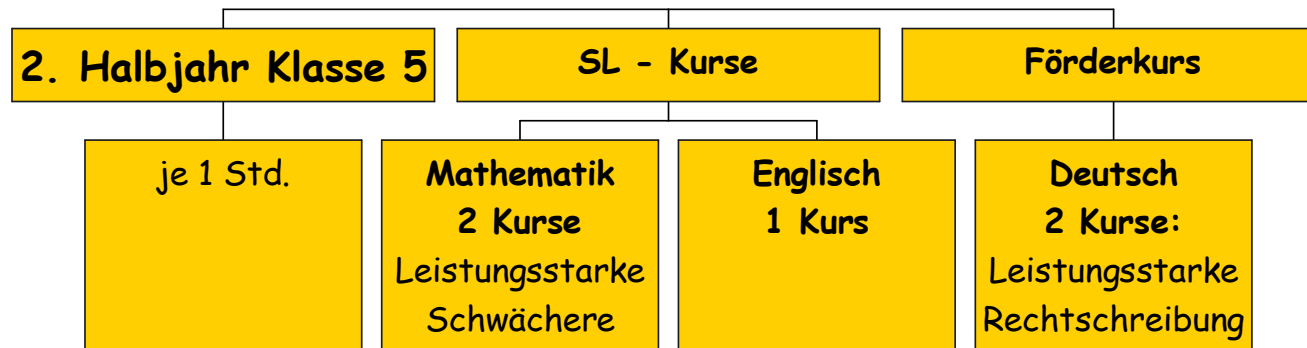 2. Halbjahr Klasse 5
SL - Kurse
Förderkurs
je 1 Std.
Mathematik
2 Kurse
Leistungsstarke
Schwächere
Englisch
1 Kurs
Deutsch
2 Kurse:
Leistungsstarke
Rechtschreibung